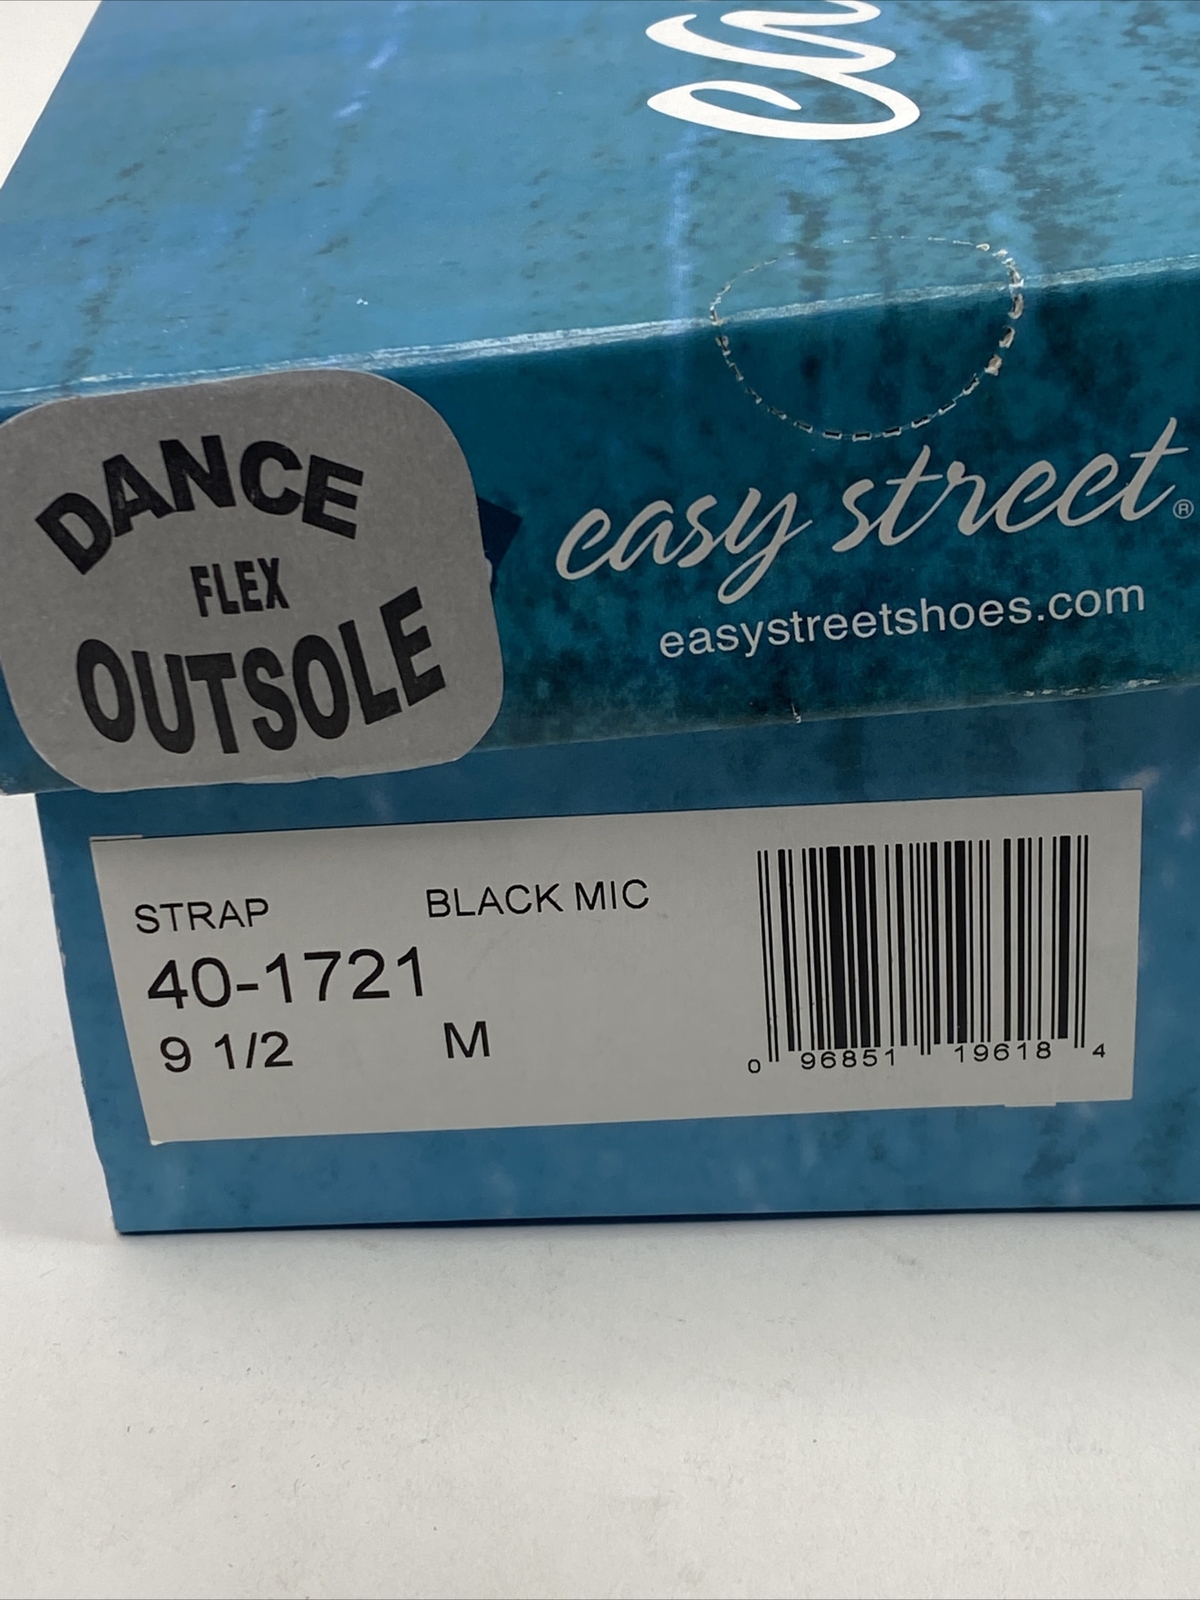 DANCE
FLEX
OUTSOLE
easy street®
easystreetshoes.com
STRAP BLACK MIC
40-1721
9 1/2 M
0 96851 19618 4